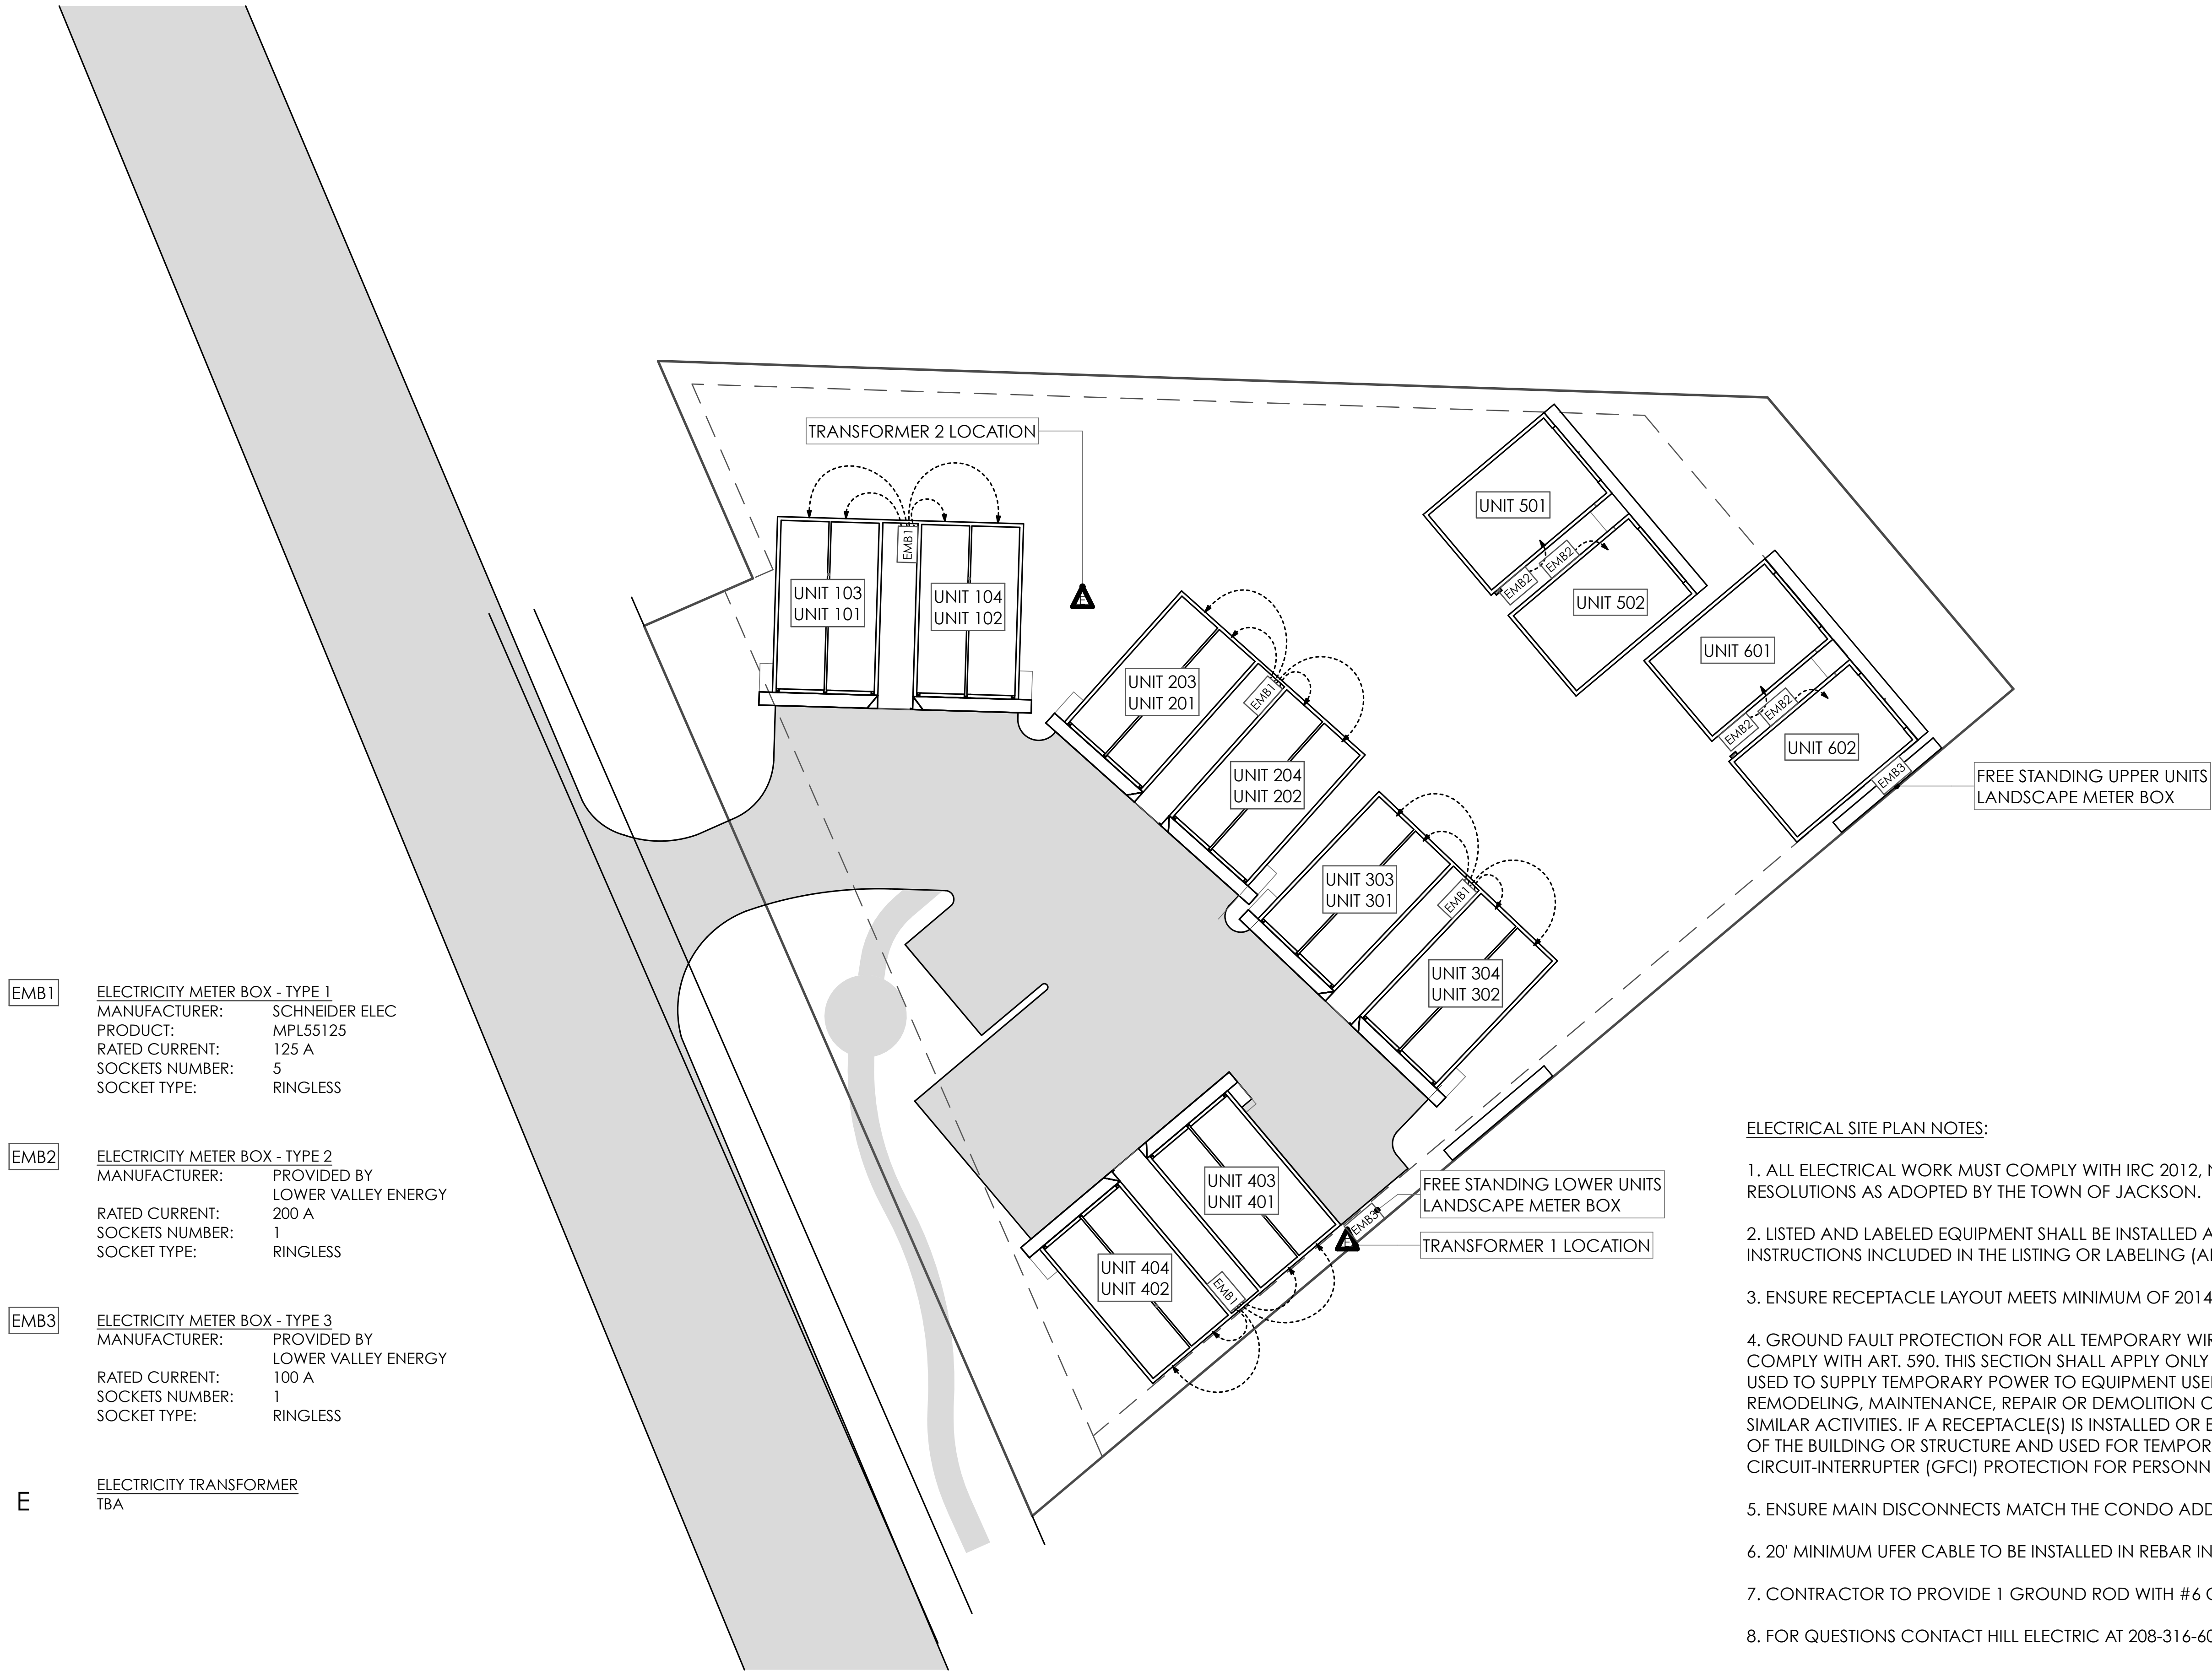 TRANSFORMER 2 LOCATION
EMB1
UNIT 103
UNIT 101
UNIT 104
UNIT 102
E
UNIT 203
UNIT 201
EMB1
UNIT 204
UNIT 202
UNIT 501
EMB2
EMB2
UNIT 502
UNIT 601
EMB2
EMB2
UNIT 602
EMB3
FREE STANDING UPPER UNITS
LANDSCAPE METER BOX
UNIT 303
UNIT 301
EMB1
UNIT 304
UNIT 302
UNIT 403
UNIT 401
UNIT 404
UNIT 402
EMB1
EMB3
E
FREE STANDING LOWER UNITS
LANDSCAPE METER BOX
TRANSFORMER 1 LOCATION
EMB1
ELECTRICITY METER BOX - TYPE 1
MANUFACTURER: SCHNEIDER ELEC
PRODUCT: MPL55125
RATED CURRENT: 125 A
SOCKETS NUMBER: 5
SOCKET TYPE: RINGLESS
EMB2
ELECTRICITY METER BOX - TYPE 2
MANUFACTURER: PROVIDED BY
LOWER VALLEY ENERGY
RATED CURRENT: 200 A
SOCKETS NUMBER: 1
SOCKET TYPE: RINGLESS
EMB3
ELECTRICITY METER BOX - TYPE 3
MANUFACTURER: PROVIDED BY
LOWER VALLEY ENERGY
RATED CURRENT: 100 A
SOCKETS NUMBER: 1
SOCKET TYPE: RINGLESS
E
ELECTRICITY TRANSFORMER
TBA
ELECTRICAL SITE PLAN NOTES:
1. ALL ELECTRICAL WORK MUST COMPLY WITH IRC 2012,
RESOLUTIONS AS ADOPTED BY THE TOWN OF JACKSON.
2. LISTED AND LABELED EQUIPMENT SHALL BE INSTALLED
INSTRUCTIONS INCLUDED IN THE LISTING OR LABELING
3. ENSURE RECEPTACLE LAYOUT MEETS MINIMUM OF 2014
4. GROUND FAULT PROTECTION FOR ALL TEMPORARY
COMPLY WITH ART. 590. THIS SECTION SHALL APPLY ONLY
USED TO SUPPLY TEMPORARY POWER TO EQUIPMENT
REMODELING, MAINTENANCE, REPAIR OR DEMOLITION
SIMILAR ACTIVITIES. IF A RECEPTACLE(S) IS INSTALLED OR
OF THE BUILDING OR STRUCTURE AND USED FOR
CIRCUIT-INTERRUPTER (GFCI) PROTECTION FOR
5. ENSURE MAIN DISCONNECTS MATCH THE CONDO
6. 20' MINIMUM UFER CABLE TO BE INSTALLED IN REBAR
7. CONTRACTOR TO PROVIDE 1 GROUND ROD WITH #6
8. FOR QUESTIONS CONTACT HILL ELECTRIC AT 208-316-60